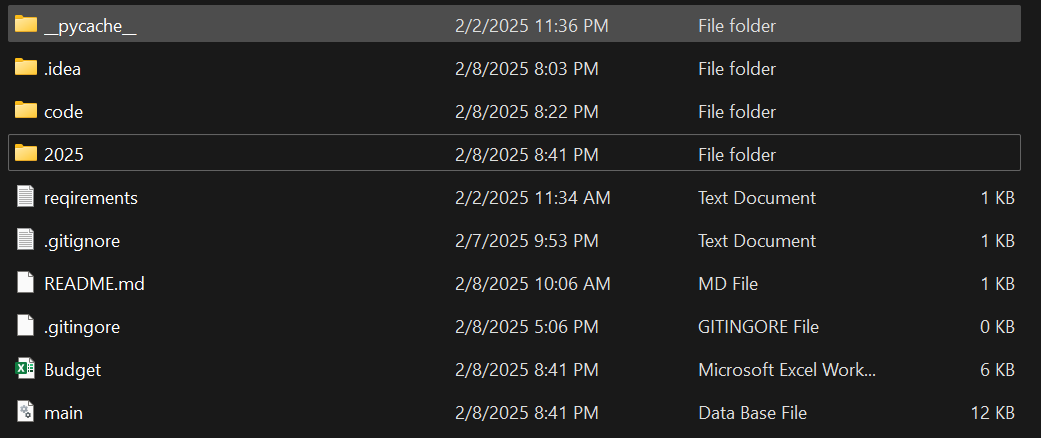 __pycache__ 2/2/2025 11:36 PM File folder
.idea 2/8/2025 8:03 PM File folder
code 2/8/2025 8:22 PM File folder
2025 2/8/2025 8:41 PM File folder
reqirements 2/2/2025 11:34 AM Text Document 1 KB
.gitignore 2/7/2025 9:53 PM Text Document 1 KB
README.md 2/8/2025 10:06 AM MD File 1 KB
.gitingore 2/8/2025 5:06 PM GITINGORE File 0 KB
Budget 2/8/2025 8:41 PM Microsoft Excel Work... 6 KB
main 2/8/2025 8:41 PM Data Base File 12 KB